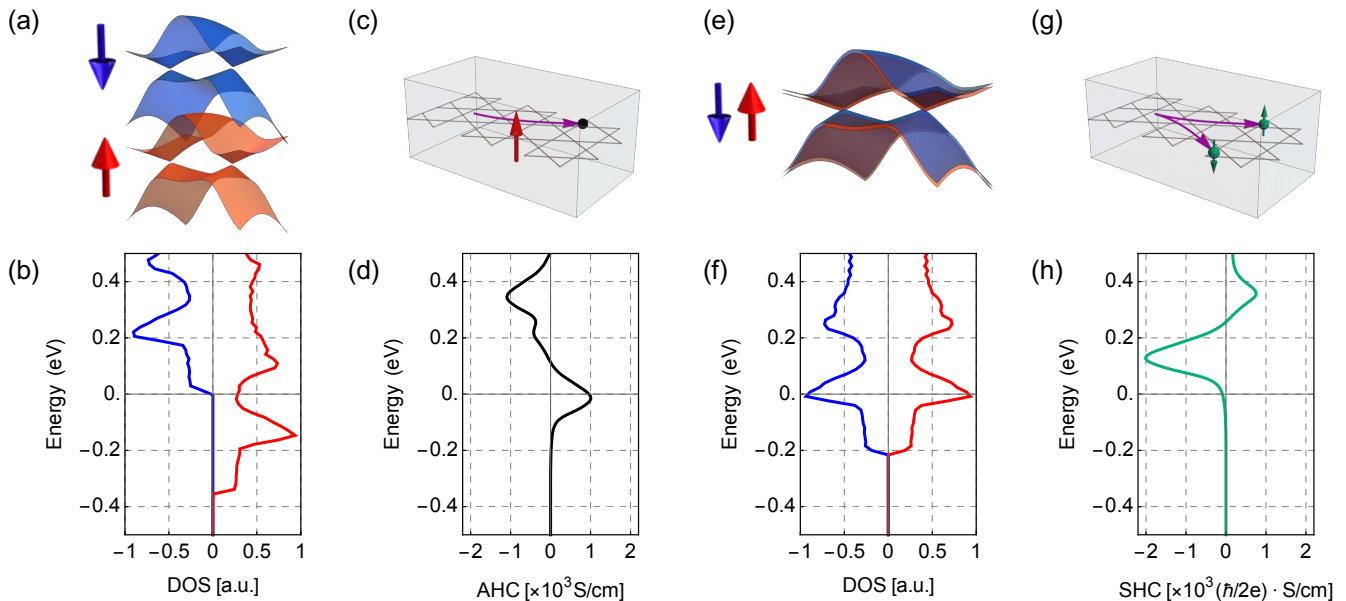 (a)
(c)
(e)
(g)
(b)
Energy (eV)
0.4
0.2
0.
−0.2
−0.4
−1
−0.5
0
0.5
1
DOS [a.u.]
(d)
Energy (eV)
0.4
0.2
0.
−0.2
−0.4
−2
−1
0
1
2
AHC [×10³ S/cm]
(f)
Energy (eV)
0.4
0.2
0.
−0.2
−0.4
−1
−0.5
0
0.5
1
DOS [a.u.]
(h)
Energy (eV)
0.4
0.2
0.
−0.2
−0.4
−2
−1
0
1
2
SHC [×10³ (ℏ/2e) · S/cm]